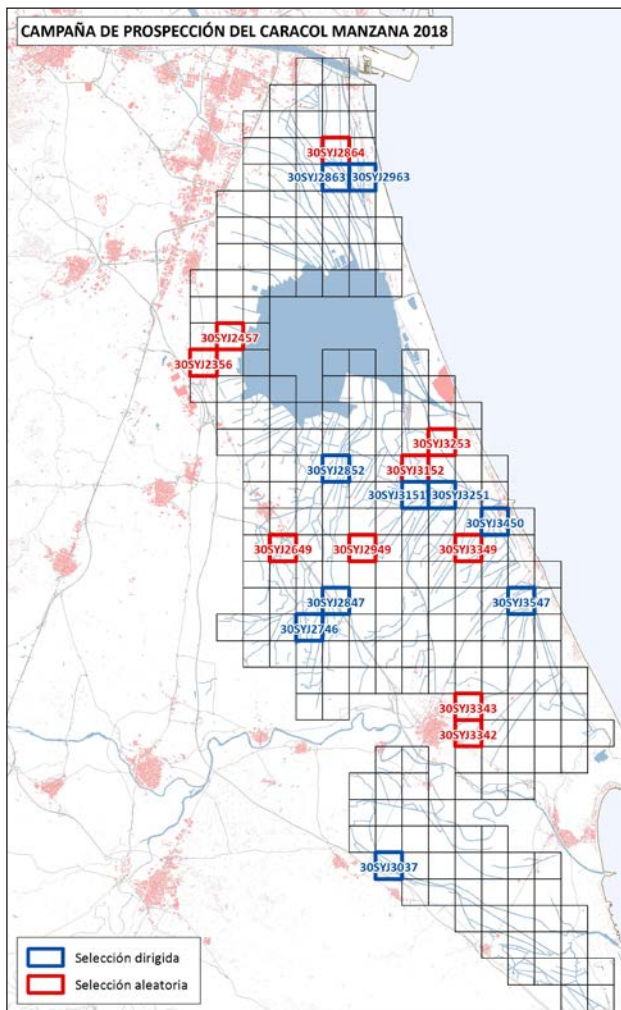 CAMPAÑA DE PROSPECCIÓN DEL CARACOL MANZANA 2018
30SYJ2864
30SYJ2863
30SYJ2963
30SYJ2457
30SYJ2356
30SYJ3253
30SYJ2852
30SYJ3152
30SYJ3151
30SYJ3251
30SYJ3450
30SYJ2649
30SYJ2949
30SYJ3349
30SYJ2847
30SYJ3547
30SYJ2746
30SYJ3343
30SYJ3342
30SYJ3037
Selección dirigida
Selección aleatoria